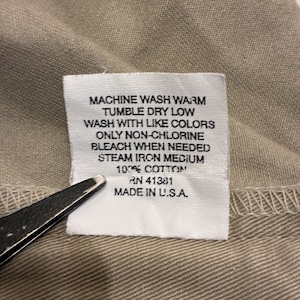 MACHINE WASH WARM
TUMBLE DRY LOW
WASH WITH LIKE COLORS
ONLY NON-CHLORINE
BLEACH WHEN NEEDED
STEAM IRON MEDIUM
100% COTTON
RN 41381
MADE IN U.S.A.